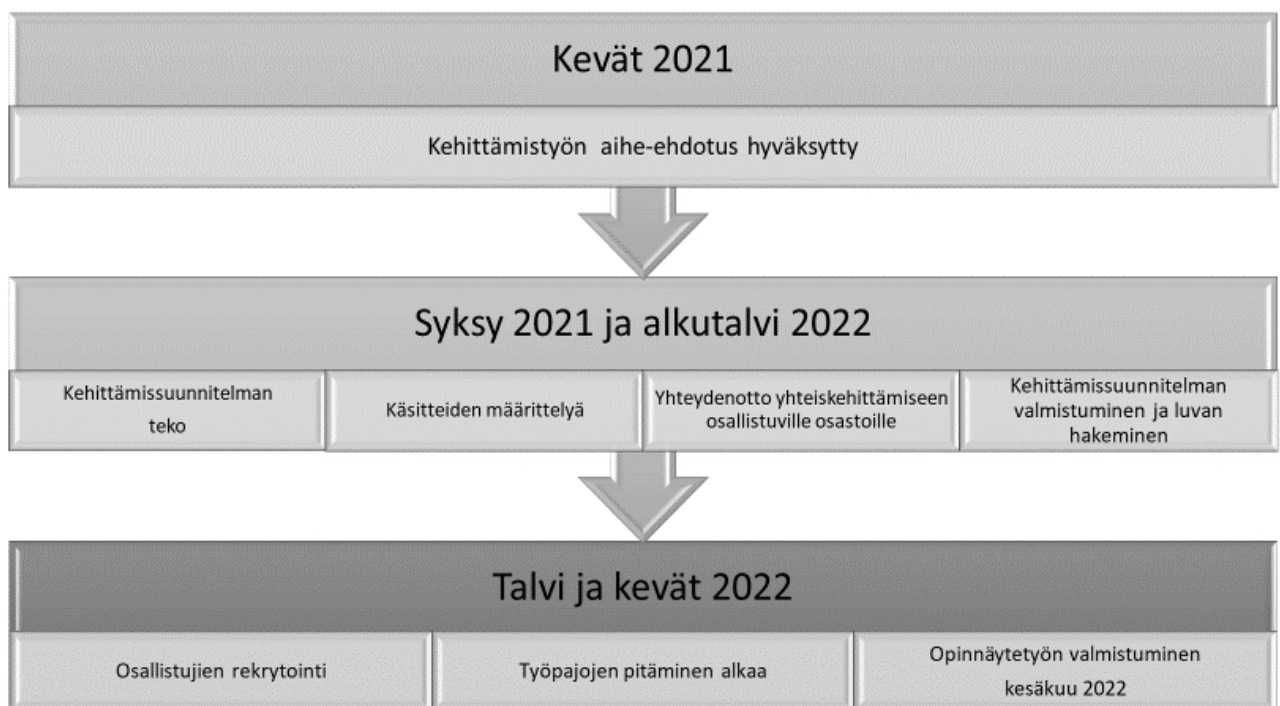 Kevät 2021
Kehittämistyön aihe-ehdotus hyväksytty
Syksy 2021 ja alkutalvi 2022
Kehittämissuunnitelman
teko
Käsitteiden määrittelyä
Yhteydenotto yhteiskehittämiseen
osallistuville osastoille
Kehittämissuunnitelman
valmistuminen ja luvan
hakeminen
Talvi ja kevät 2022
Osallistujien rekrytointi
Työpajojen pitäminen alkaa
Opinnäytetyön valmistuminen
kesäkuu 2022